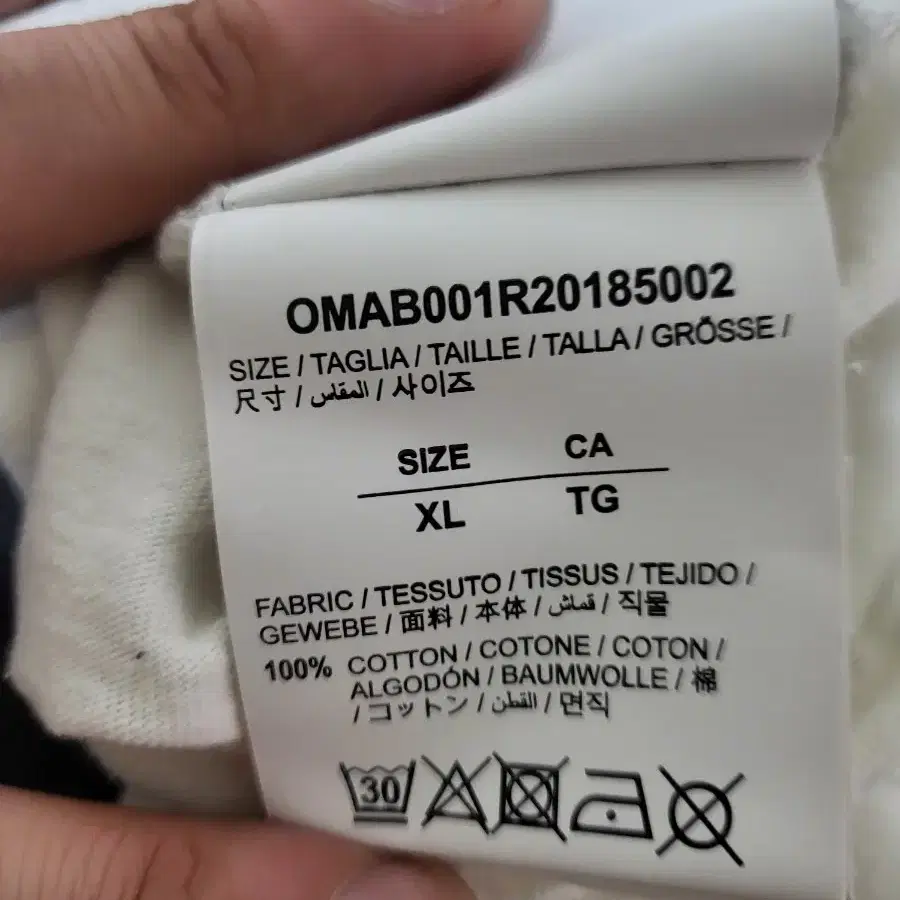 OMAB001R20185002
SIZE / TAGLIA / TAILLE / TALLA / GRÖSSE /
尺寸 / المقاس / 사이즈
SIZE CA
XL TG
FABRIC / TESSUTO / TISSUS / TEJIDO /
GEWEBE / 面料 / 本体 / قماش / 직물
100% COTTON / COTONE / COTON /
ALGODÓN / BAUMWOLLE / 棉
/ コットン / القطن / 면직
30